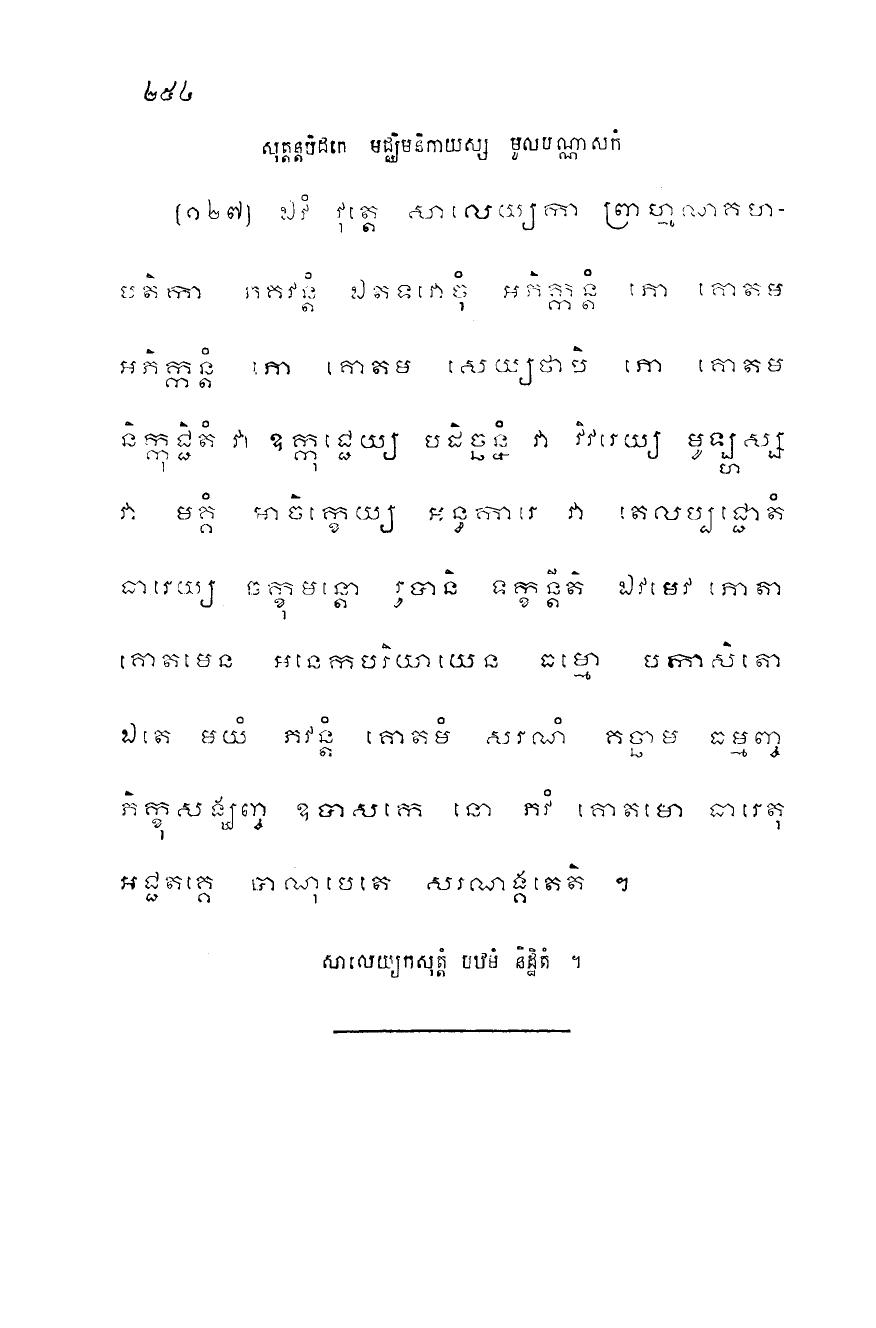 ២៥៤
សុត្តន្តបិដកេ មជ្ឈិមនិកាយស្ស មូលបណ្ណាសកំ
(១២៧) ឯវំ វុត្តេ សាលេយ្យកា ព្រាហ្មណគហ-
បតិកា ភគវន្តំ ឯតទវោចុំ អភិក្កន្តំ ភោ គោតម
អភិក្កន្តំ ភោ គោតម សេយ្យថាបិ ភោ គោតម
និក្កុជ្ជិតំ វា ឧក្កុជ្ជេយ្យ បដិច្ឆន្នំ វា វិវរេយ្យ មូឡ្ហស្ស
វា មគ្គំ អាចិក្ខេយ្យ អន្ធការេ វា តេលប្បជ្ជោតំ
ធារេយ្យ ចក្ខុមន្តោ រូបានិ ទក្ខន្តីតិ ឯវមេវ ភោតា
គោតមេន អនេកបរិយាយេន ធម្មោ បកាសិតោ
ឯតេ មយំ ភវន្តំ គោតមំ សរណំ គច្ឆាម ធម្មញ្ច
ភិក្ខុសង្ឃញ្ច ឧបាសកេ នោ ភវំ គោតមោ ធារេតុ
អជ្ជតគ្គេ បាណុបេតេ សរណង្គតេតិ ។
សាលេយ្យកសុត្តំ បឋមំ និដ្ឋិតំ ។